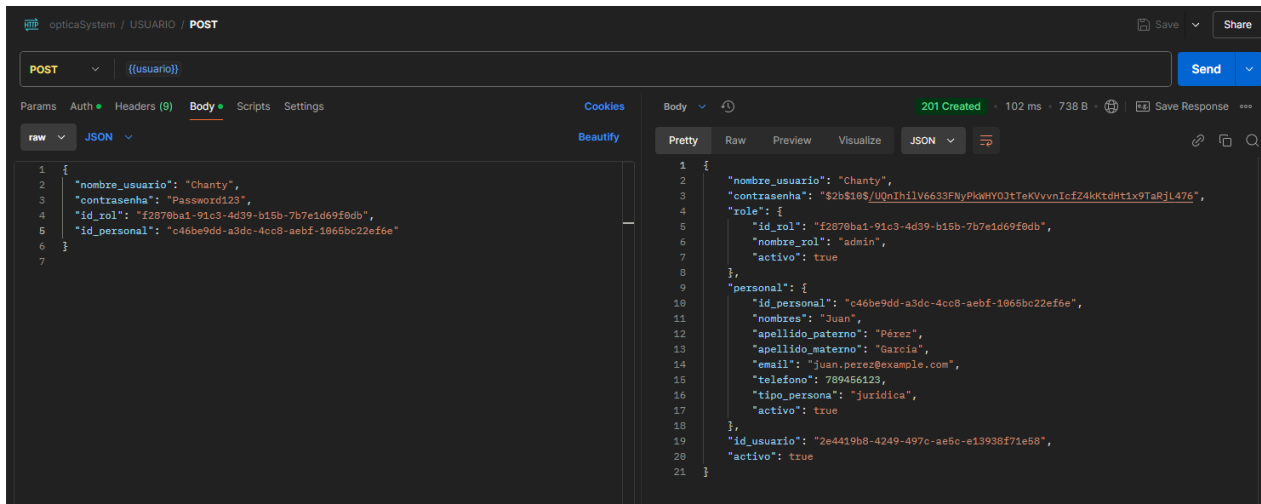 HTTP opticaSystem / USUARIO / POST
Save
Share
POST {{usuario}}
Send
Params Auth Headers (9) Body Scripts Settings Cookies
raw JSON Beautify
1 {
2 "nombre_usuario": "Chanty",
3 "contrasenha": "Password123",
4 "id_rol": "f2870ba1-91c3-4d39-b15b-7b7e1d69f0db",
5 "id_personal": "c46be9dd-a3dc-4cc8-aebf-1065bc22ef6e"
6 }
7
Body 201 Created 102 ms 738 B e.g. Save Response
Pretty Raw Preview Visualize JSON
1 {
2 "nombre_usuario": "Chanty",
3 "contrasenha": "$2b$10$/UQnIhilV6633FNyPkWHYOJtTeKVvvnIcfZ4kKtdHt1x9TaRjL476",
4 "role": {
5 "id_rol": "f2870ba1-91c3-4d39-b15b-7b7e1d69f0db",
6 "nombre_rol": "admin",
7 "activo": true
8 },
9 "personal": {
10 "id_personal": "c46be9dd-a3dc-4cc8-aebf-1065bc22ef6e",
11 "nombres": "Juan",
12 "apellido_paterno": "Pérez",
13 "apellido_materno": "García",
14 "email": "juan.perez@example.com",
15 "telefono": 789456123,
16 "tipo_persona": "juridica",
17 "activo": true
18 },
19 "id_usuario": "2e4419b8-4249-497c-ae5c-e13938f71e58",
20 "activo": true
21 }